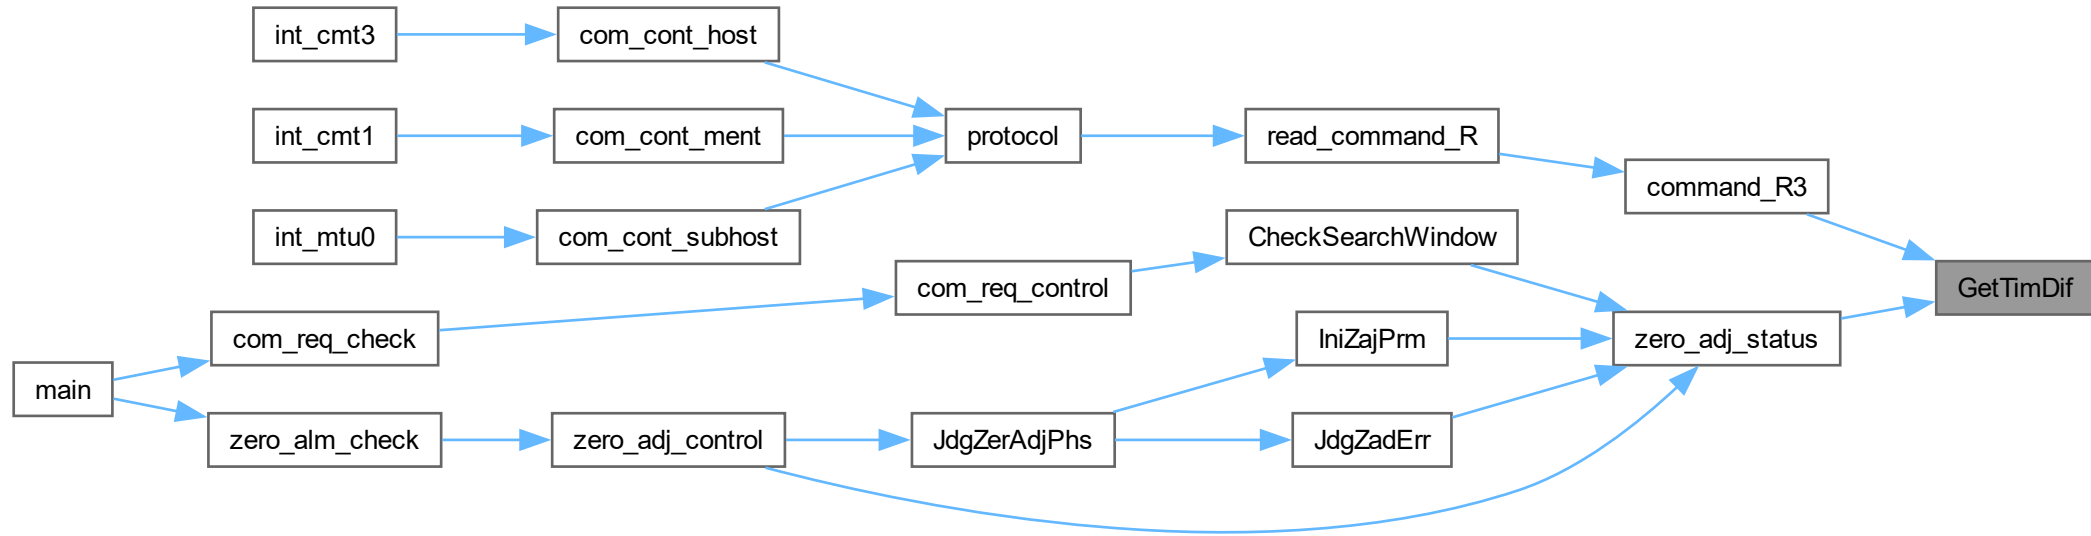 int_cmt3
com_cont_host
int_cmt1
com_cont_ment
protocol
read_command_R
command_R3
int_mtu0
com_cont_subhost
CheckSearchWindow
com_req_control
GetTimDif
com_req_check
IniZajPrm
zero_adj_status
main
zero_alm_check
zero_adj_control
JdgZerAdjPhs
JdgZadErr